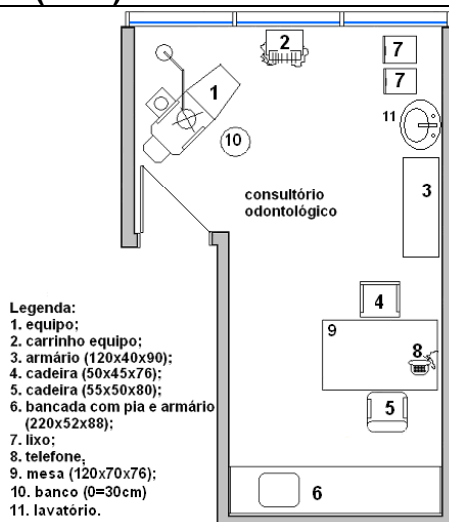 2
7
7
1
11
10
consultório
odontológico
3
4
9
8
5
6
Legenda:
1. equipo;
2. carrinho equipo;
3. armário (120x40x90);
4. cadeira (50x45x76);
5. cadeira (55x50x80);
6. bancada com pia e armário
(220x52x88);
7. lixo;
8. telefone,
9. mesa (120x70x76);
10. banco (0=30cm)
11. lavatório.